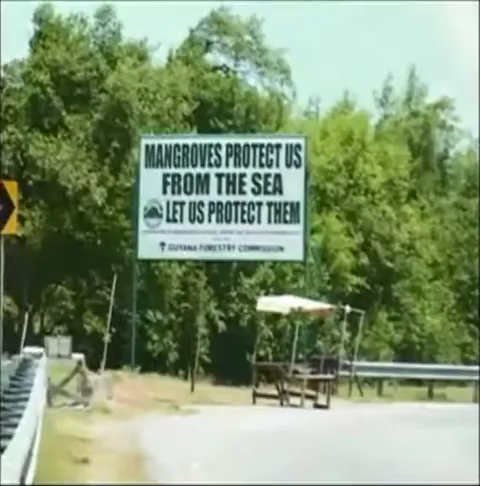 MANGROVES PROTECT US
FROM THE SEA
LET US PROTECT THEM
GUYANA FORESTRY COMMISSION